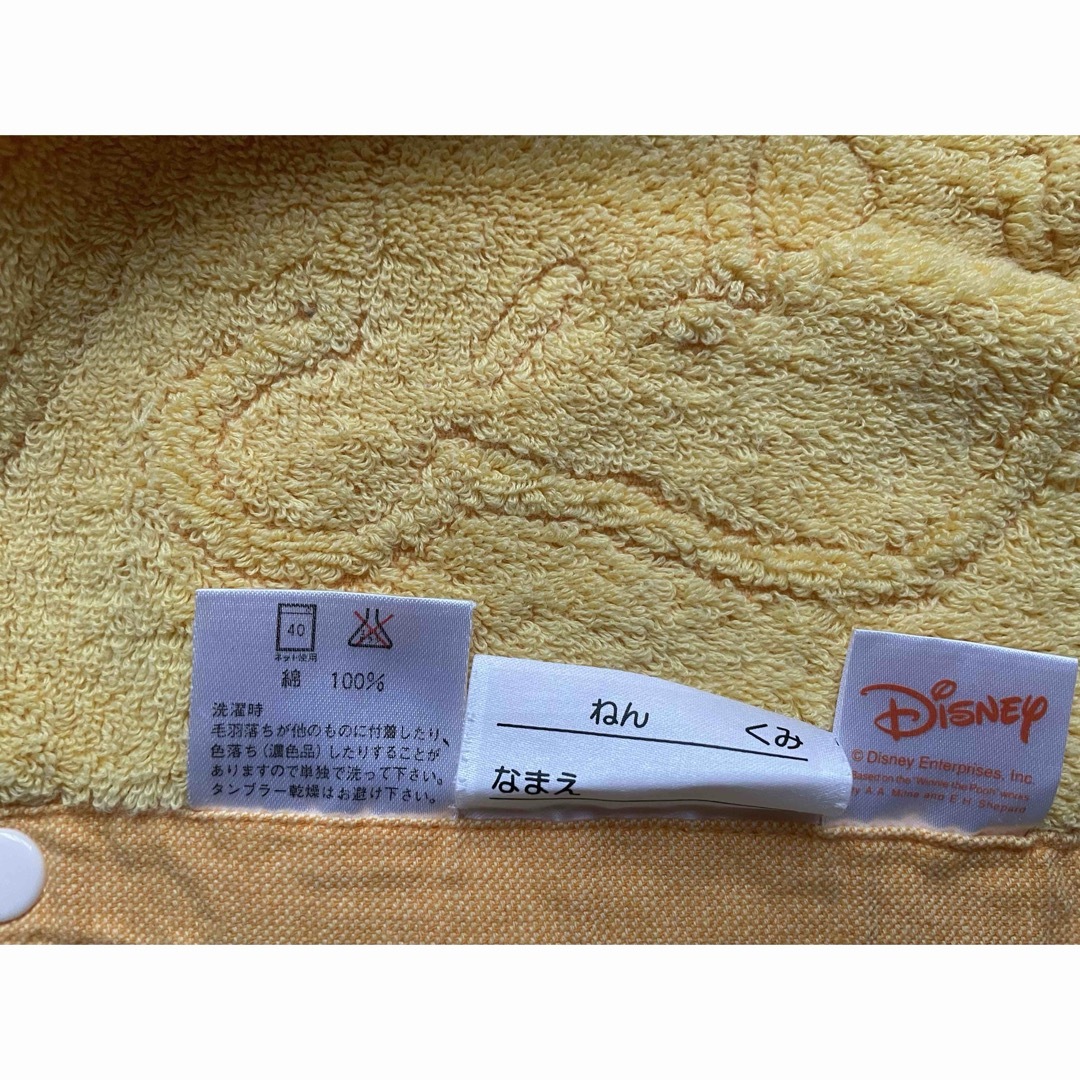 40
ネット使用
綿 100%
洗濯時
毛羽落ちが他のものに付着したり、
色落ち(濃色品)したりすることが
ありますので単独で洗って下さい。
タンブラー乾燥はお避け下さい。
ねん くみ
なまえ
Disney
© Disney Enterprises, Inc.
Based on the "Winnie the Pooh" works
by A.A. Milne and E.H. Shepard